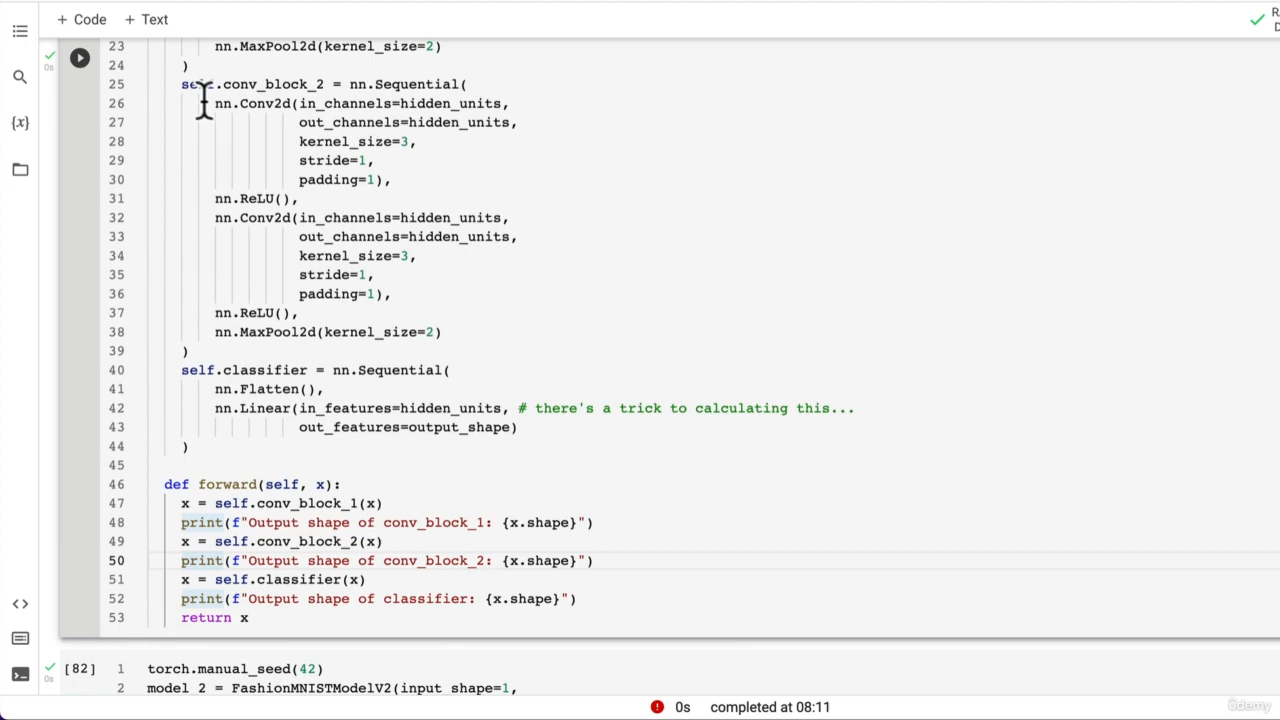 + Code + Text
R
D
23 nn.MaxPool2d(kernel_size=2)
24 )
25 self.conv_block_2 = nn.Sequential(
26 nn.Conv2d(in_channels=hidden_units,
27 out_channels=hidden_units,
28 kernel_size=3,
29 stride=1,
30 padding=1),
31 nn.ReLU(),
32 nn.Conv2d(in_channels=hidden_units,
33 out_channels=hidden_units,
34 kernel_size=3,
35 stride=1,
36 padding=1),
37 nn.ReLU(),
38 nn.MaxPool2d(kernel_size=2)
39 )
40 self.classifier = nn.Sequential(
41 nn.Flatten(),
42 nn.Linear(in_features=hidden_units, # there's a trick to calculating this...
43 out_features=output_shape)
44 )
45
46 def forward(self, x):
47 x = self.conv_block_1(x)
48 print(f"Output shape of conv_block_1: {x.shape}")
49 x = self.conv_block_2(x)
50 print(f"Output shape of conv_block_2: {x.shape}")
51 x = self.classifier(x)
52 print(f"Output shape of classifier: {x.shape}")
53 return x
0s
{x}
[82] 1 torch.manual_seed(42)
0s
2 model_2 = FashionMNISTModelV2(input_shape=1,
0s completed at 08:11
ûdemy